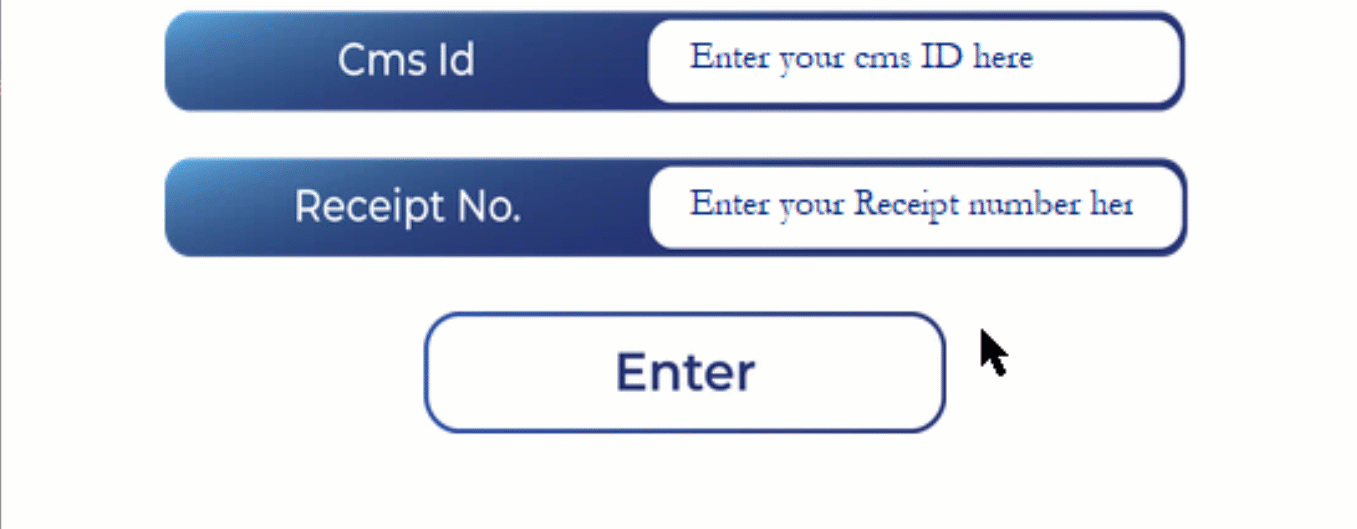 Cms Id
Enter your cms ID here
Receipt No.
Enter your Receipt number her
Enter